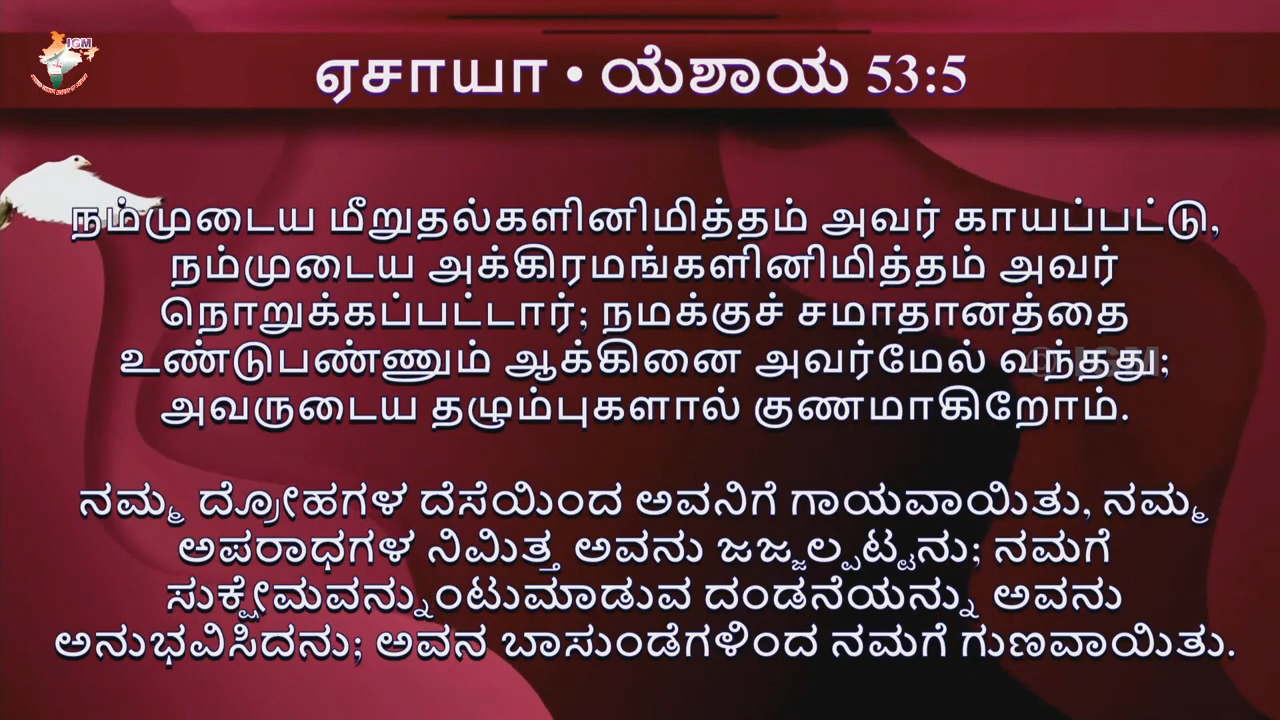 IGM
ஏசாயா • ಯೆಶಾಯ 53:5
நம்முடைய மீறுதல்களினிமித்தம் அவர் காயப்பட்டு,
நம்முடைய அக்கிரமங்களினிமித்தம் அவர்
நொறுக்கப்பட்டார்; நமக்குச் சமாதானத்தை
உண்டுபண்ணும் ஆக்கினை அவர்மேல் வந்தது;
அவருடைய தழும்புகளால் குணமாகிறோம்.
ನಮ್ಮ ದ್ರೋಹಗಳ ದೆಸೆಯಿಂದ ಅವನಿಗೆ ಗಾಯವಾಯಿತು, ನಮ್ಮ
ಅಪರಾಧಗಳ ನಿಮಿತ್ತ ಅವನು ಜಜ್ಜಲ್ಪಟ್ಟನು; ನಮಗೆ
ಸುಕ್ಷೇಮವನ್ನುಂಟುಮಾಡುವ ದಂಡನೆಯನ್ನು ಅವನು
ಅನುಭವಿಸಿದನು; ಅವನ ಬಾಸುಂಡೆಗಳಿಂದ ನಮಗೆ ಗುಣವಾಯಿತು.